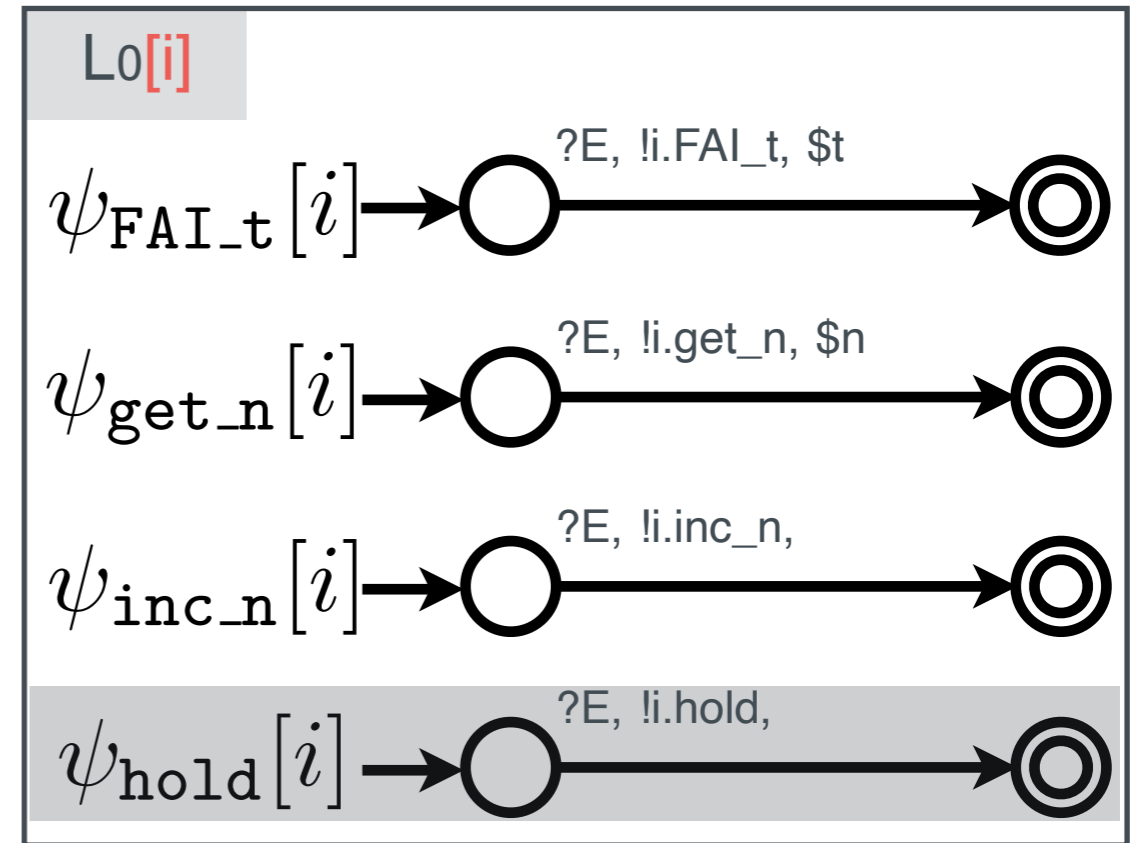 L0[i]
?E, !i.FAI_t, $t
ψFAI_t[i]
?E, !i.get_n, $n
ψget_n[i]
?E, !i.inc_n,
ψinc_n[i]
?E, !i.hold,
ψhold[i]